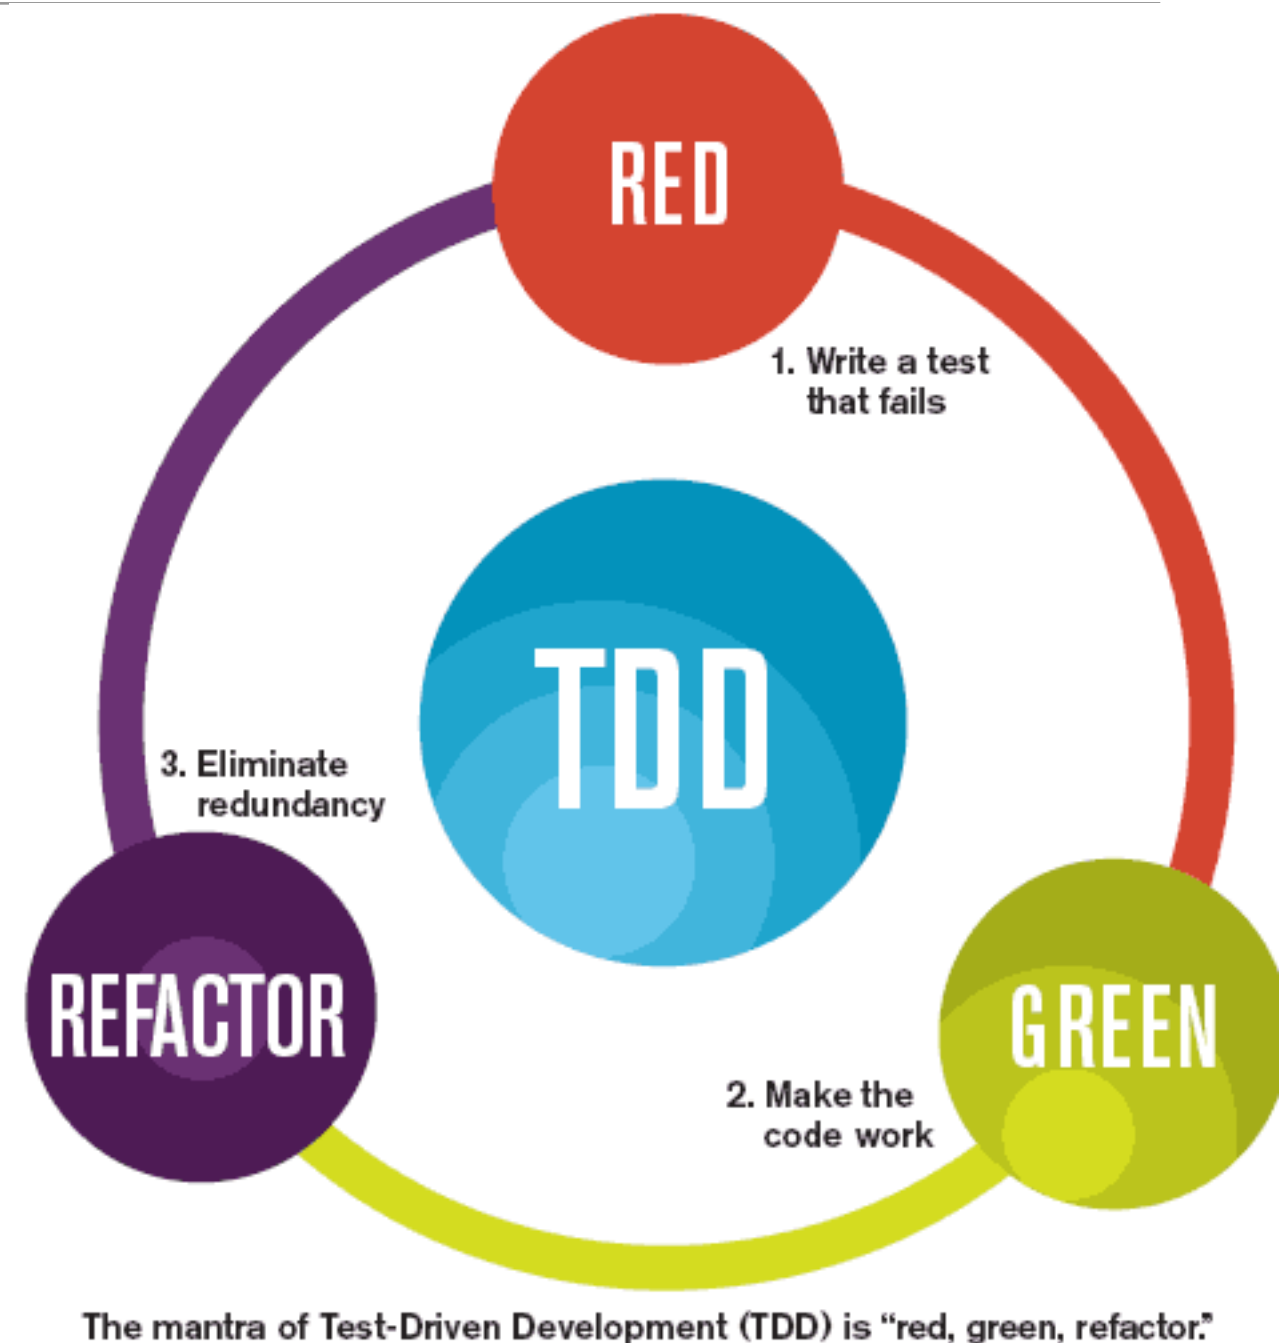 RED
1. Write a test
that fails
TDD
3. Eliminate
redundancy
REFACTOR
GREEN
2. Make the
code work
The mantra of Test-Driven Development (TDD) is “red, green, refactor.”